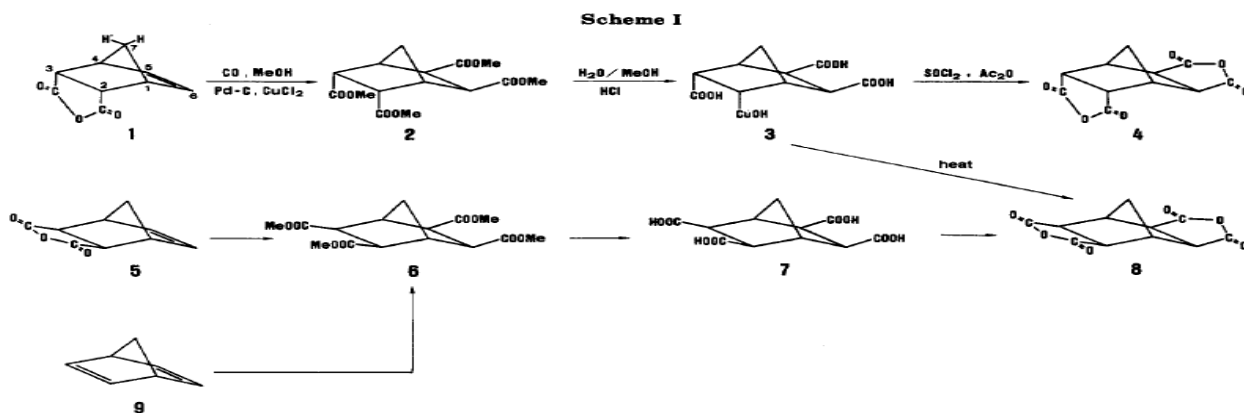 Scheme I
H H
7
4
5
3
2
1
6
O C
O
C O
1
CO , MeOH
Pd-C, CuCl2
COOMe
COOMe
COOMe
COOMe
2
H2O / MeOH
HCl
COOH
COOH
COOH
CuOH
3
SOCl2 + Ac2O
O C
O
C O
O C
O
C O
4
heat
O C
O
C
O
5
MeOOC
COOMe
MeOOC
COOMe
6
HOOC
COOH
HOOC
COOH
7
O C
O
C
O
C
O
C
O
8
9